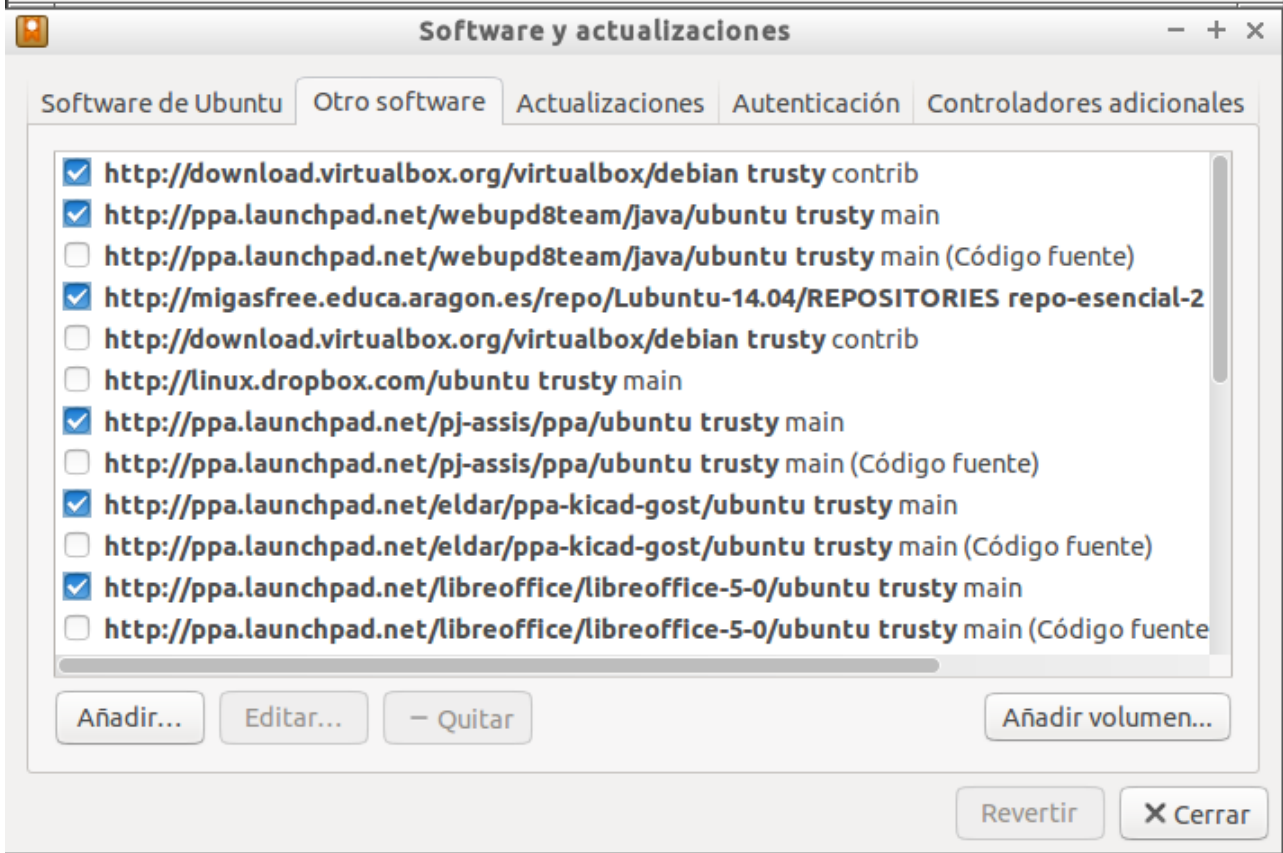 Software y actualizaciones
Software de Ubuntu Otro software Actualizaciones Autenticación Controladores adicionales
http://download.virtualbox.org/virtualbox/debian trusty contrib
http://ppa.launchpad.net/webupd8team/java/ubuntu trusty main
http://ppa.launchpad.net/webupd8team/java/ubuntu trusty main (Código fuente)
http://migasfree.educa.aragon.es/repo/Lubuntu-14.04/REPOSITORIES repo-esencial-2
http://download.virtualbox.org/virtualbox/debian trusty contrib
http://linux.dropbox.com/ubuntu trusty main
http://ppa.launchpad.net/pj-assis/ppa/ubuntu trusty main
http://ppa.launchpad.net/pj-assis/ppa/ubuntu trusty main (Código fuente)
http://ppa.launchpad.net/eldar/ppa-kicad-gost/ubuntu trusty main
http://ppa.launchpad.net/eldar/ppa-kicad-gost/ubuntu trusty main (Código fuente)
http://ppa.launchpad.net/libreoffice/libreoffice-5-0/ubuntu trusty main
http://ppa.launchpad.net/libreoffice/libreoffice-5-0/ubuntu trusty main (Código fuente
Añadir... Editar... Quitar Añadir volumen...
Revertir Cerrar